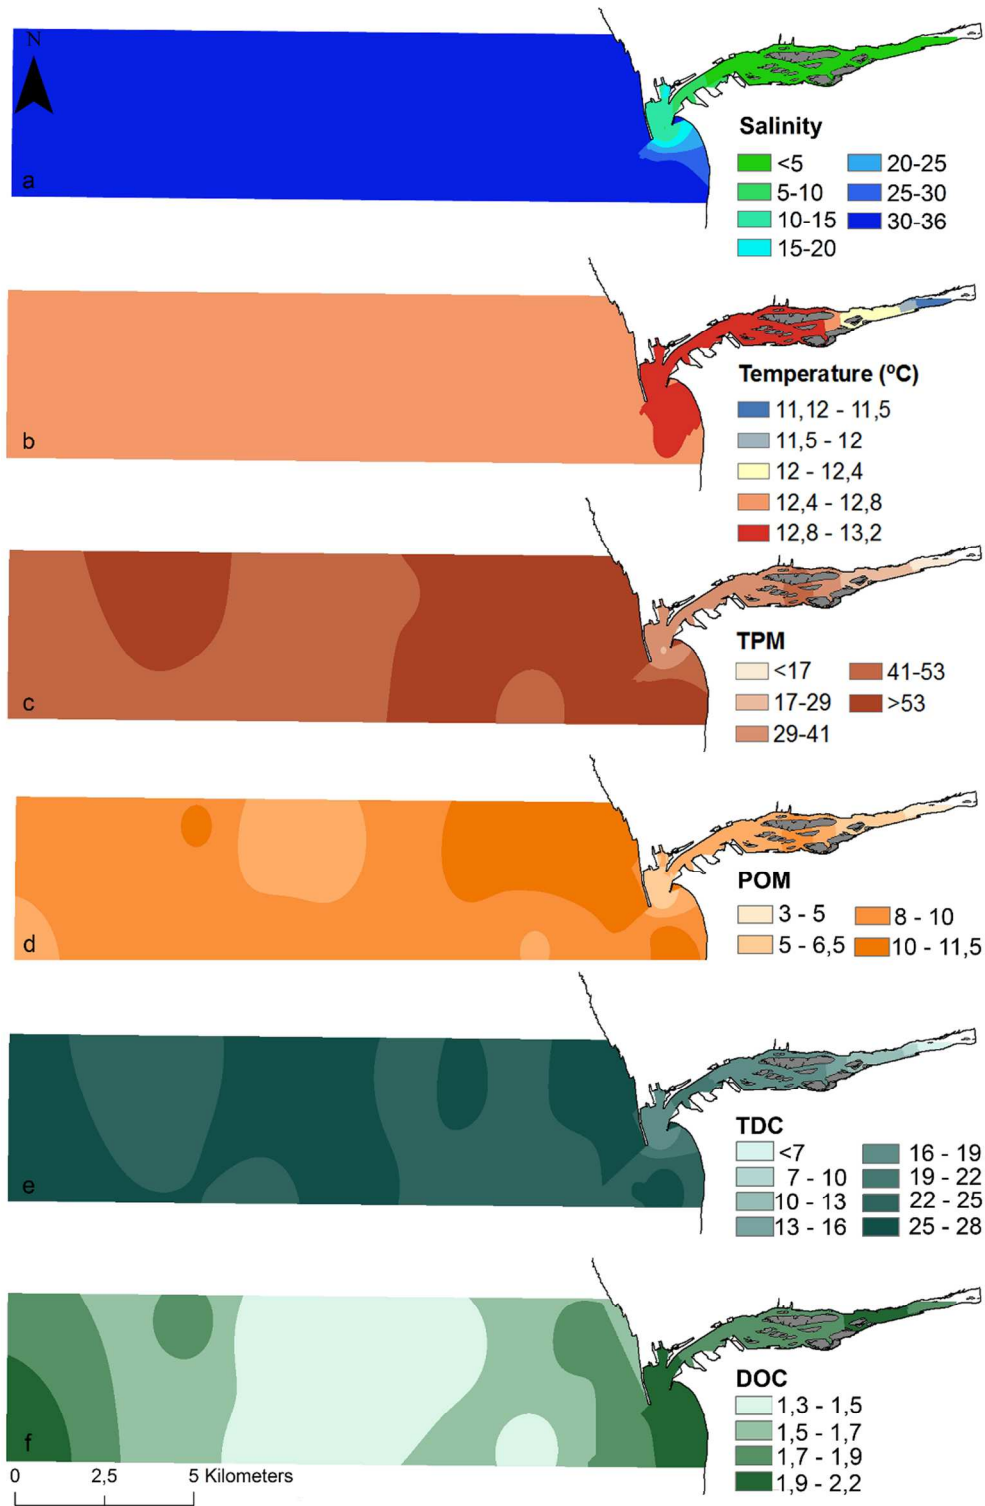 N
a
Salinity
<5 20-25
5-10 25-30
10-15 30-36
15-20
b
Temperature (ºC)
11,12 - 11,5
11,5 - 12
12 - 12,4
12,4 - 12,8
12,8 - 13,2
c
TPM
<17 41-53
17-29 >53
29-41
d
POM
3 - 5 8 - 10
5 - 6,5 10 - 11,5
e
TDC
<7 16 - 19
7 - 10 19 - 22
10 - 13 22 - 25
13 - 16 25 - 28
f
DOC
1,3 - 1,5
1,5 - 1,7
1,7 - 1,9
1,9 - 2,2
0 2,5 5 Kilometers